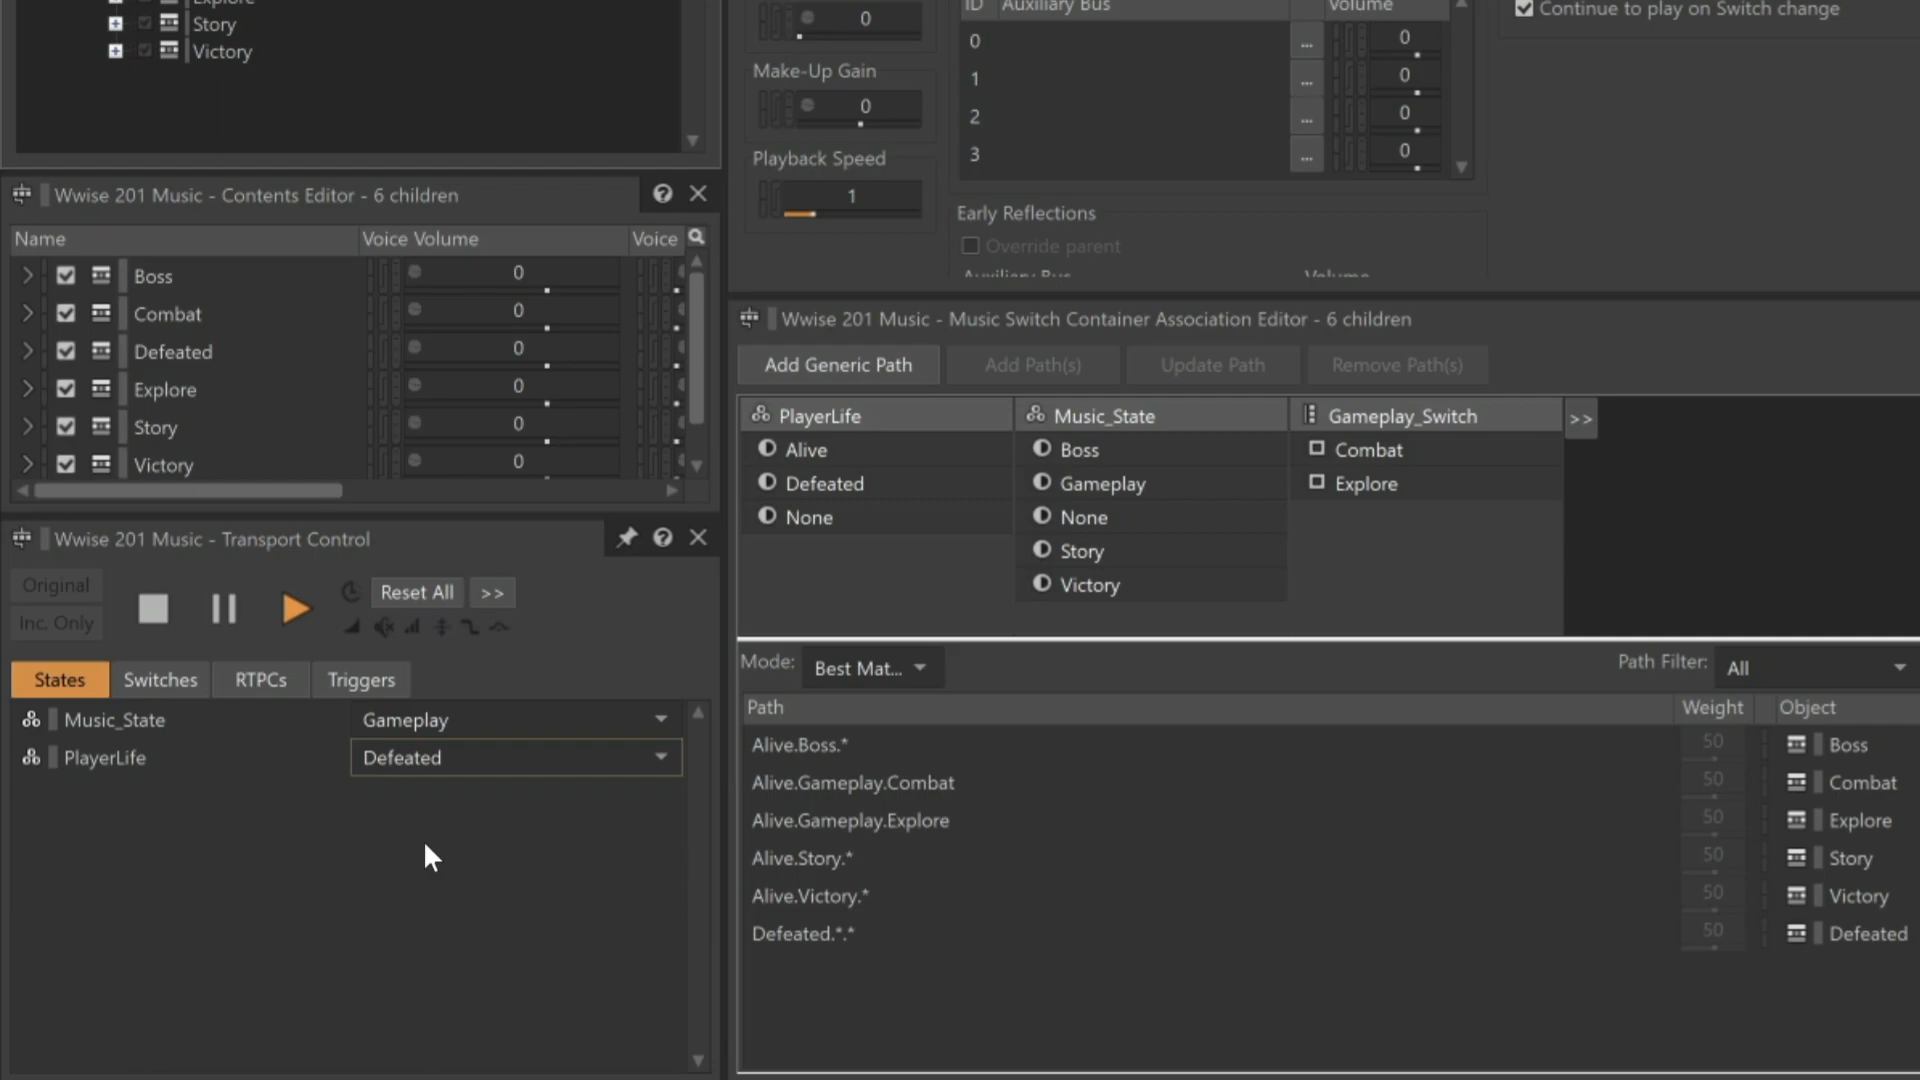 Explore
Story
Victory
Wwise 201 Music - Contents Editor - 6 children
Name
Voice Volume
Voice
Boss
0
Combat
0
Defeated
0
Explore
0
Story
0
Victory
0
Wwise 201 Music - Transport Control
Original
Inc. Only
Reset All
>>
States
Switches
RTPCs
Triggers
Music_State
Gameplay
PlayerLife
Defeated
0
Make-Up Gain
0
Playback Speed
1
ID
Auxiliary Bus
Volume
0
...
0
1
...
0
2
...
0
3
...
0
Early Reflections
Override parent
Auxiliary Bus
Volume
Continue to play on Switch change
Wwise 201 Music - Music Switch Container Association Editor - 6 children
Add Generic Path
Add Path(s)
Update Path
Remove Path(s)
PlayerLife
Music_State
Gameplay_Switch
>>
Alive
Boss
Combat
Defeated
Gameplay
Explore
None
None
Story
Victory
Mode:
Best Mat...
Path Filter:
All
Path
Weight
Object
Alive.Boss.*
50
Boss
Alive.Gameplay.Combat
50
Combat
Alive.Gameplay.Explore
50
Explore
Alive.Story.*
50
Story
Alive.Victory.*
50
Victory
Defeated.*.*
50
Defeated